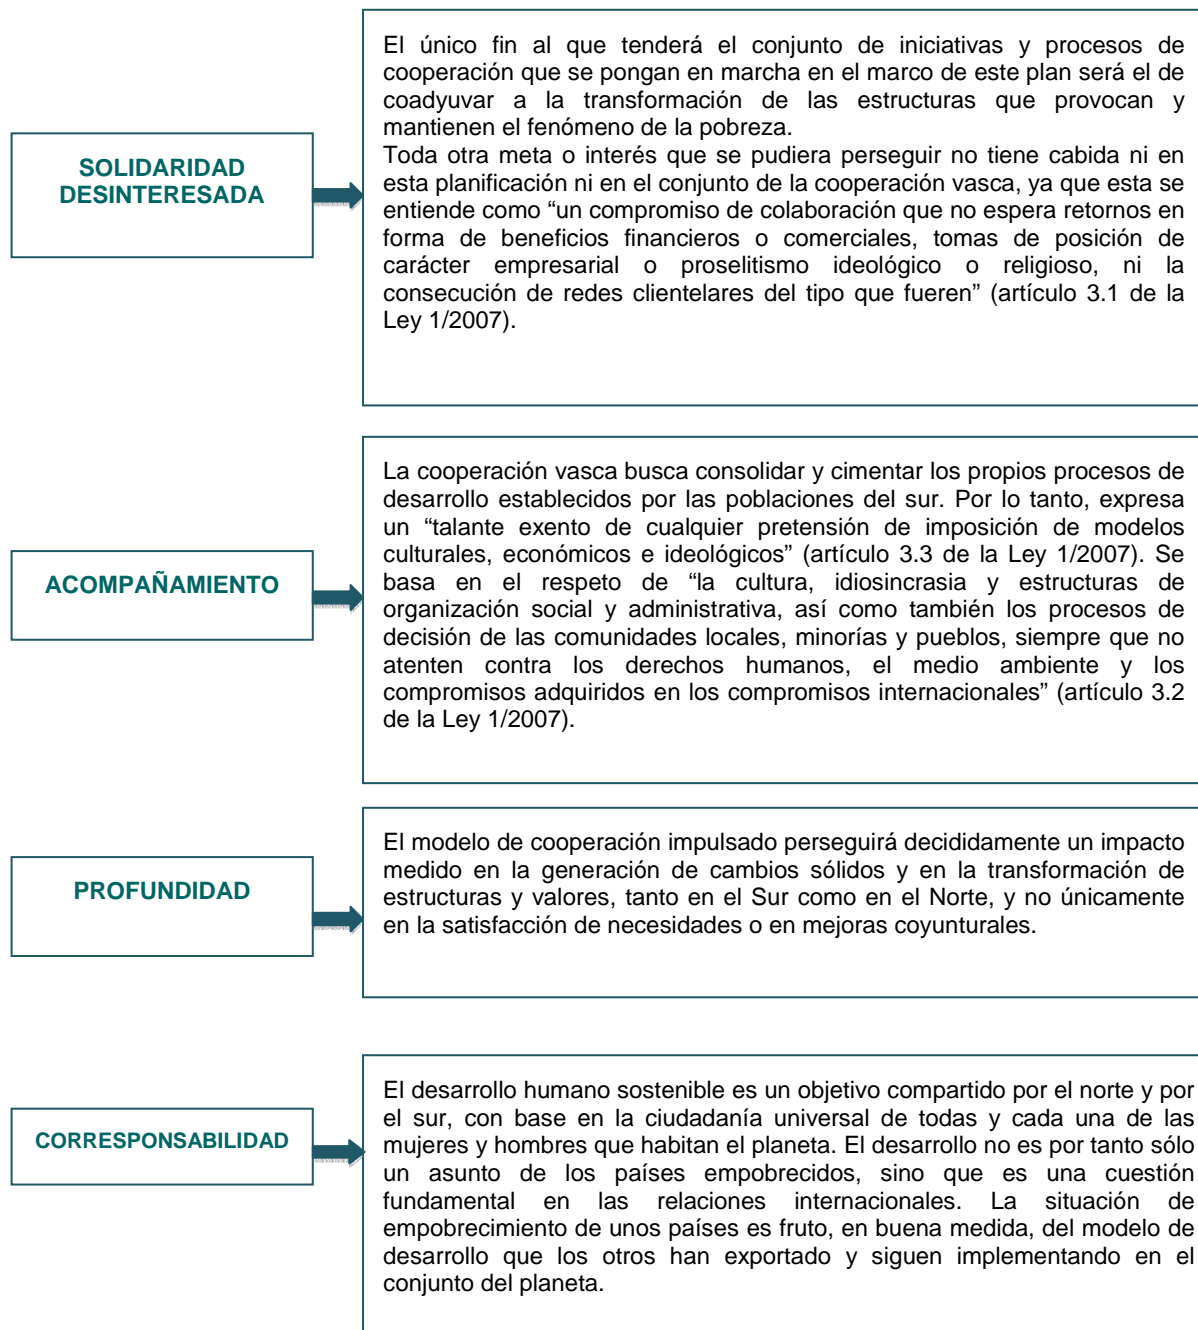 SOLIDARIDAD
DESINTERESADA
El único fin al que tenderá el conjunto de iniciativas y procesos de
cooperación que se pongan en marcha en el marco de este plan será el de
coadyuvar a la transformación de las estructuras que provocan y
mantienen el fenómeno de la pobreza.
Toda otra meta o interés que se pudiera perseguir no tiene cabida ni en
esta planificación ni en el conjunto de la cooperación vasca, ya que esta se
entiende como “un compromiso de colaboración que no espera retornos en
forma de beneficios financieros o comerciales, tomas de posición de
carácter empresarial o proselitismo ideológico o religioso, ni la
consecución de redes clientelares del tipo que fueren” (artículo 3.1 de la
Ley 1/2007).
ACOMPAÑAMIENTO
La cooperación vasca busca consolidar y cimentar los propios procesos de
desarrollo establecidos por las poblaciones del sur. Por lo tanto, expresa
un “talante exento de cualquier pretensión de imposición de modelos
culturales, económicos e ideológicos” (artículo 3.3 de la Ley 1/2007). Se
basa en el respeto de “la cultura, idiosincrasia y estructuras de
organización social y administrativa, así como también los procesos de
decisión de las comunidades locales, minorías y pueblos, siempre que no
atenten contra los derechos humanos, el medio ambiente y los
compromisos adquiridos en los compromisos internacionales” (artículo 3.2
de la Ley 1/2007).
PROFUNDIDAD
El modelo de cooperación impulsado perseguirá decididamente un impacto
medido en la generación de cambios sólidos y en la transformación de
estructuras y valores, tanto en el Sur como en el Norte, y no únicamente
en la satisfacción de necesidades o en mejoras coyunturales.
CORRESPONSABILIDAD
El desarrollo humano sostenible es un objetivo compartido por el norte y por
el sur, con base en la ciudadanía universal de todas y cada una de las
mujeres y hombres que habitan el planeta. El desarrollo no es por tanto sólo
un asunto de los países empobrecidos, sino que es una cuestión
fundamental en las relaciones internacionales. La situación de
empobrecimiento de unos países es fruto, en buena medida, del modelo de
desarrollo que los otros han exportado y siguen implementando en el
conjunto del planeta.